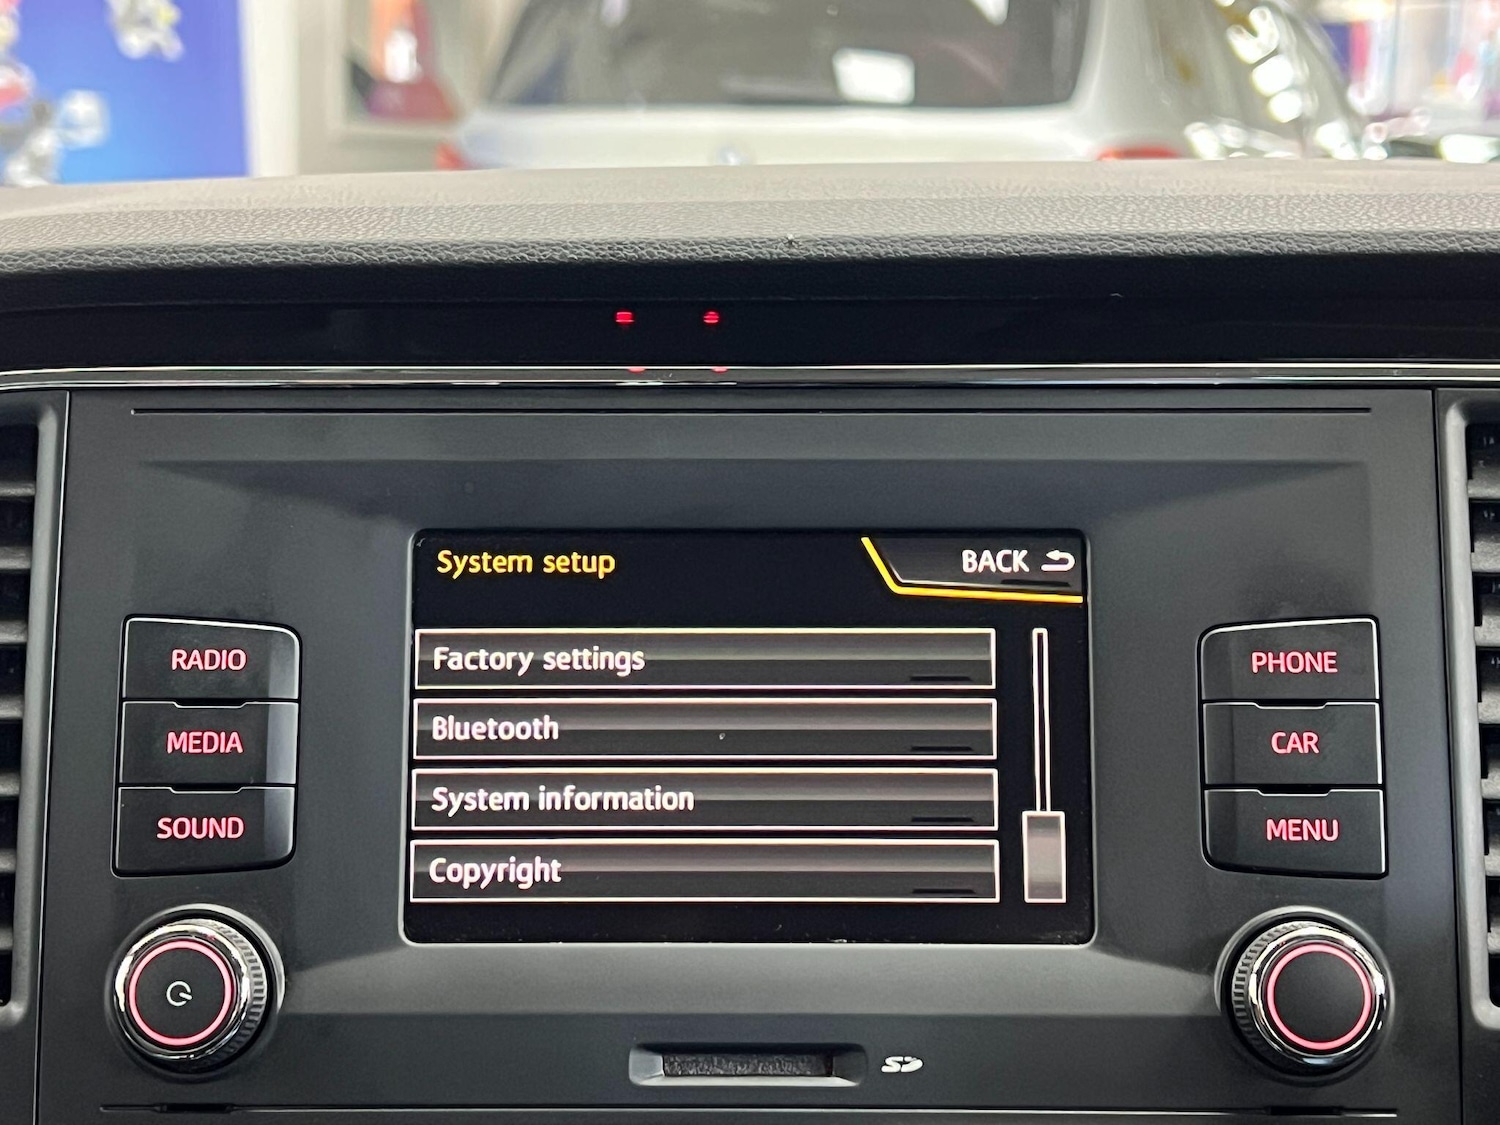 System setup
BACK
Factory settings
Bluetooth
System information
Copyright
RADIO
MEDIA
SOUND
PHONE
CAR
MENU
SD